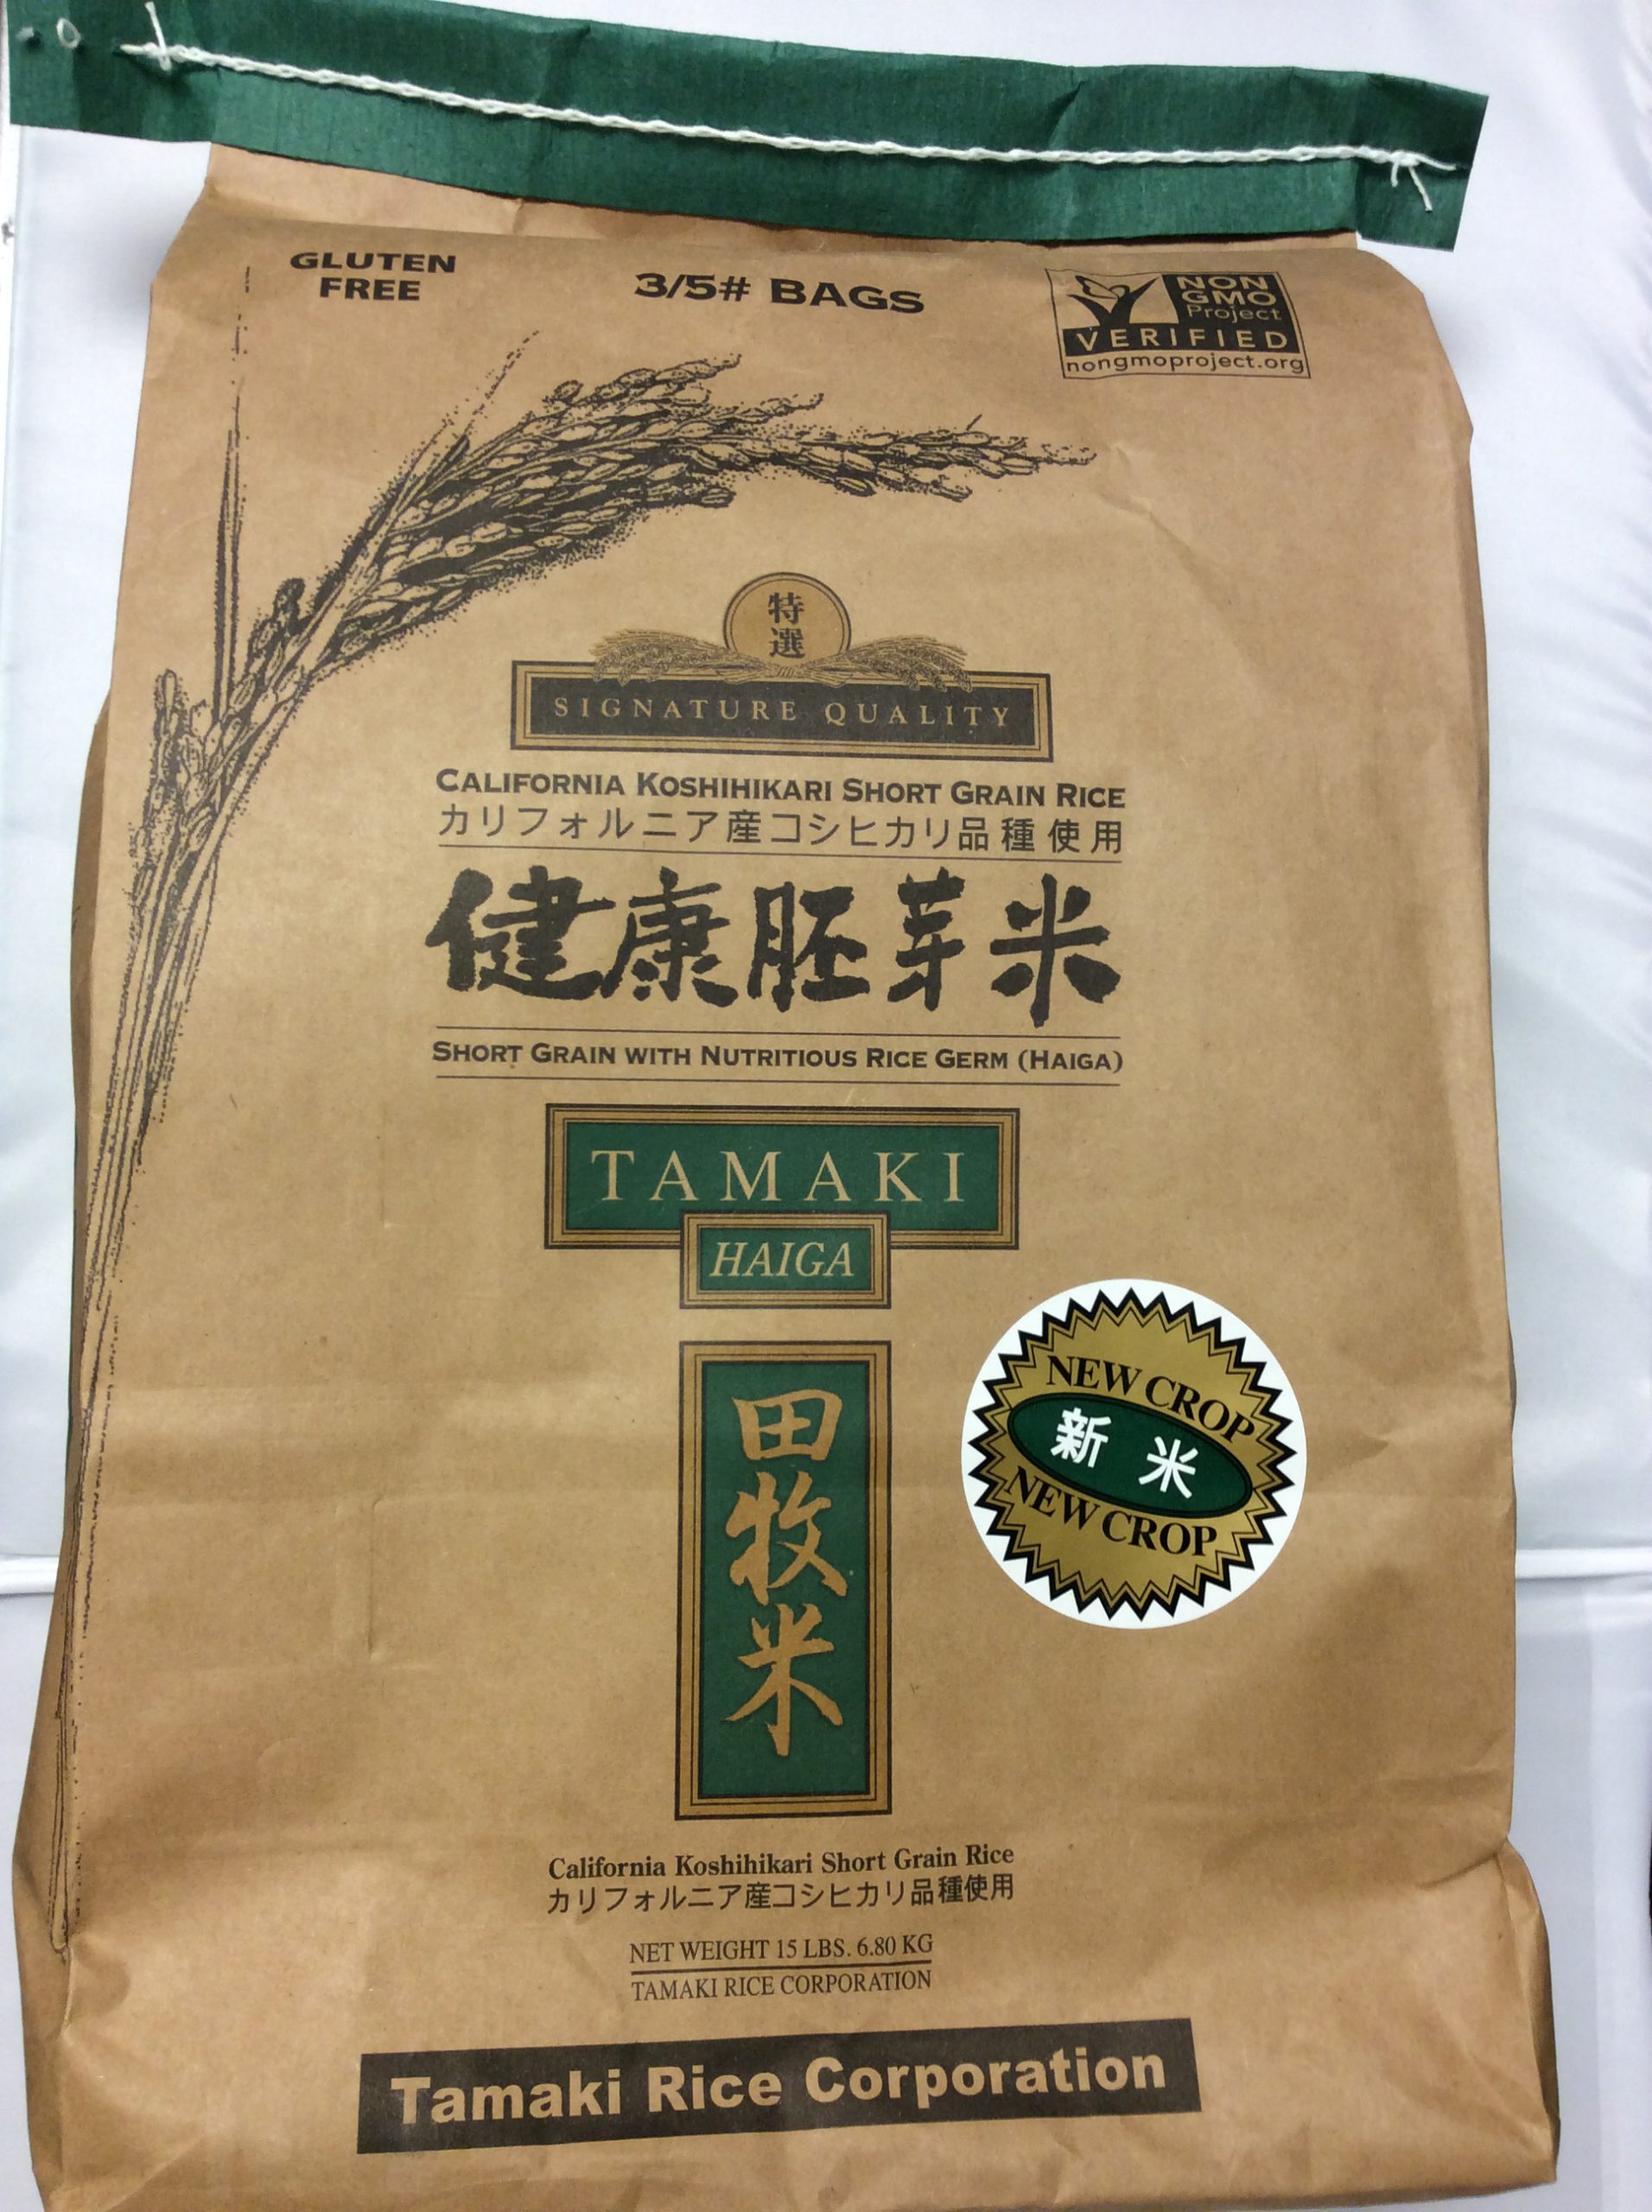 GLUTEN
FREE
3/5# BAGS
NON
GMO
Project
VERIFIED
nongmoproject.org
特
選
SIGNATURE QUALITY
CALIFORNIA KOSHIHIKARI SHORT GRAIN RICE
カリフォルニア産コシヒカリ品種使用
健康胚芽米
SHORT GRAIN WITH NUTRITIOUS RICE GERM (HAIGA)
TAMAKI
HAIGA
田
牧
米
NEW CROP
新米
NEW CROP
California Koshihikari Short Grain Rice
カリフォルニア産コシヒカリ品種使用
NET WEIGHT 15 LBS. 6.80 KG
TAMAKI RICE CORPORATION
Tamaki Rice Corporation